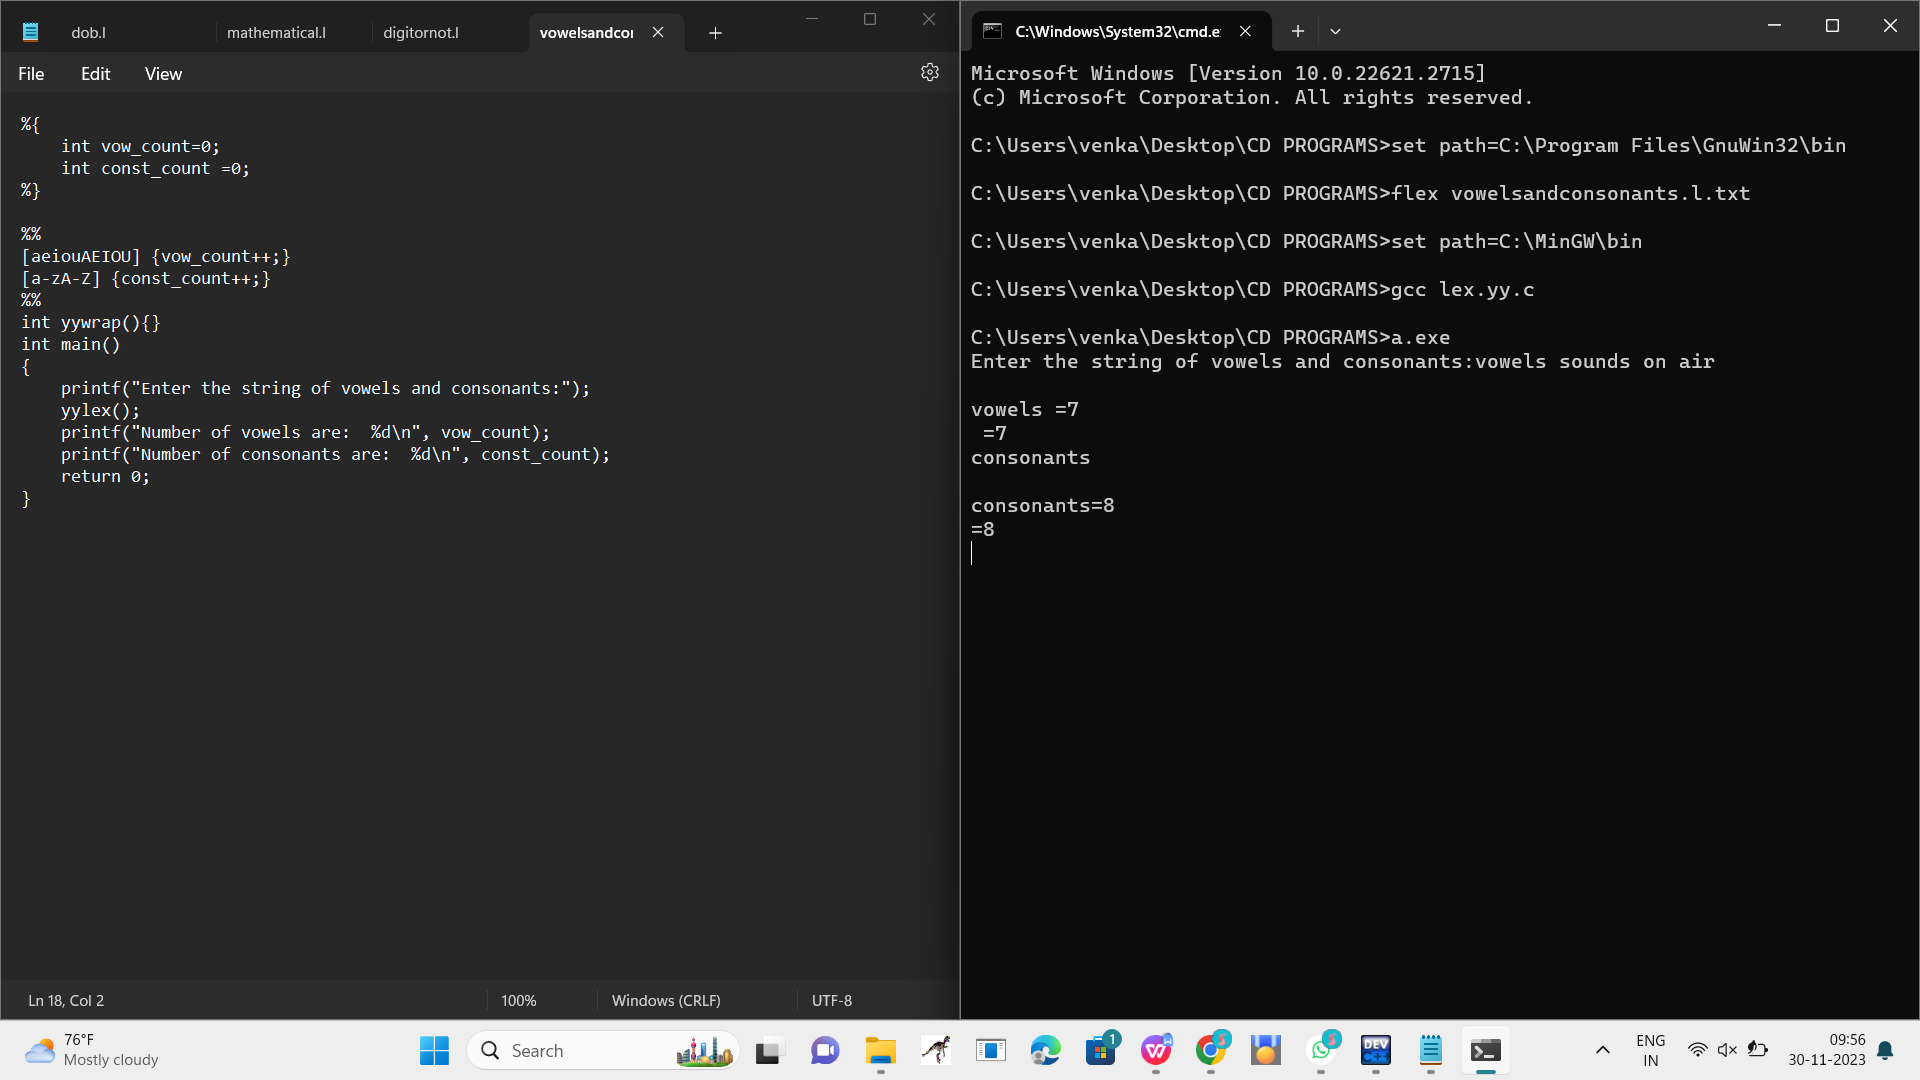 dob.l
mathematical.l
digitornot.l
vowelsandcor
File
Edit
View
%{
int vow_count=0;
int const_count =0;
%}
%%
[aeiouAEIOU] {vow_count++;}
[a-zA-Z] {const_count++;}
%%
int yywrap(){}
int main()
{
printf("Enter the string of vowels and consonants:");
yylex();
printf("Number of vowels are:  %d\n", vow_count);
printf("Number of consonants are:  %d\n", const_count);
return 0;
}
Ln 18, Col 2
100%
Windows (CRLF)
UTF-8
C:\Windows\System32\cmd.e
Microsoft Windows [Version 10.0.22621.2715]
(c) Microsoft Corporation. All rights reserved.
C:\Users\venka\Desktop\CD PROGRAMS>set path=C:\Program Files\GnuWin32\bin
C:\Users\venka\Desktop\CD PROGRAMS>flex vowelsandconsonants.l.txt
C:\Users\venka\Desktop\CD PROGRAMS>set path=C:\MinGW\bin
C:\Users\venka\Desktop\CD PROGRAMS>gcc lex.yy.c
C:\Users\venka\Desktop\CD PROGRAMS>a.exe
Enter the string of vowels and consonants:vowels sounds on air
vowels =7
=7
consonants
consonants=8
=8
76°F
Mostly cloudy
Search
1
DEV
C++
ENG
IN
09:56
30-11-2023